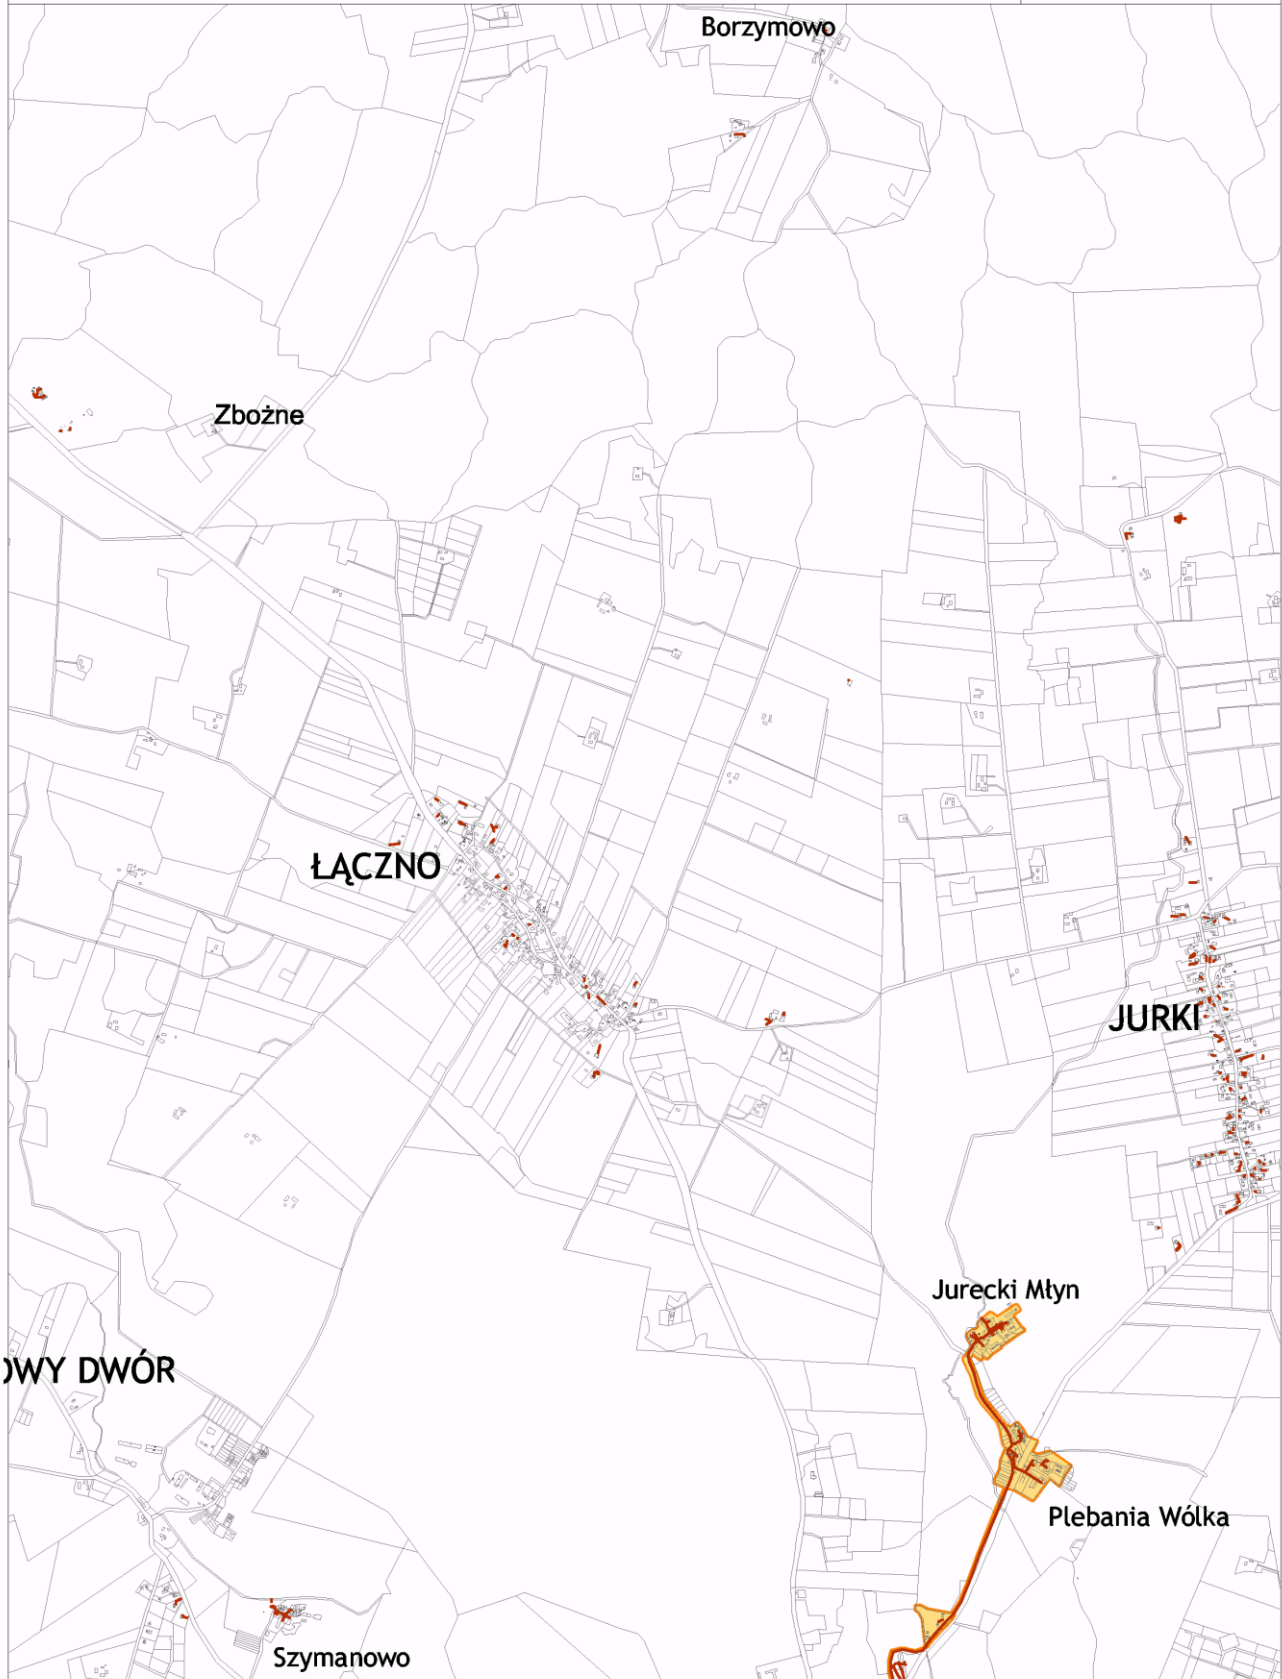 Borzymowo
Zbożne
ŁĄCZNO
JURKI
Jurecki Młyn
OWY DWÓR
Plebania Wólka
Szymanowo